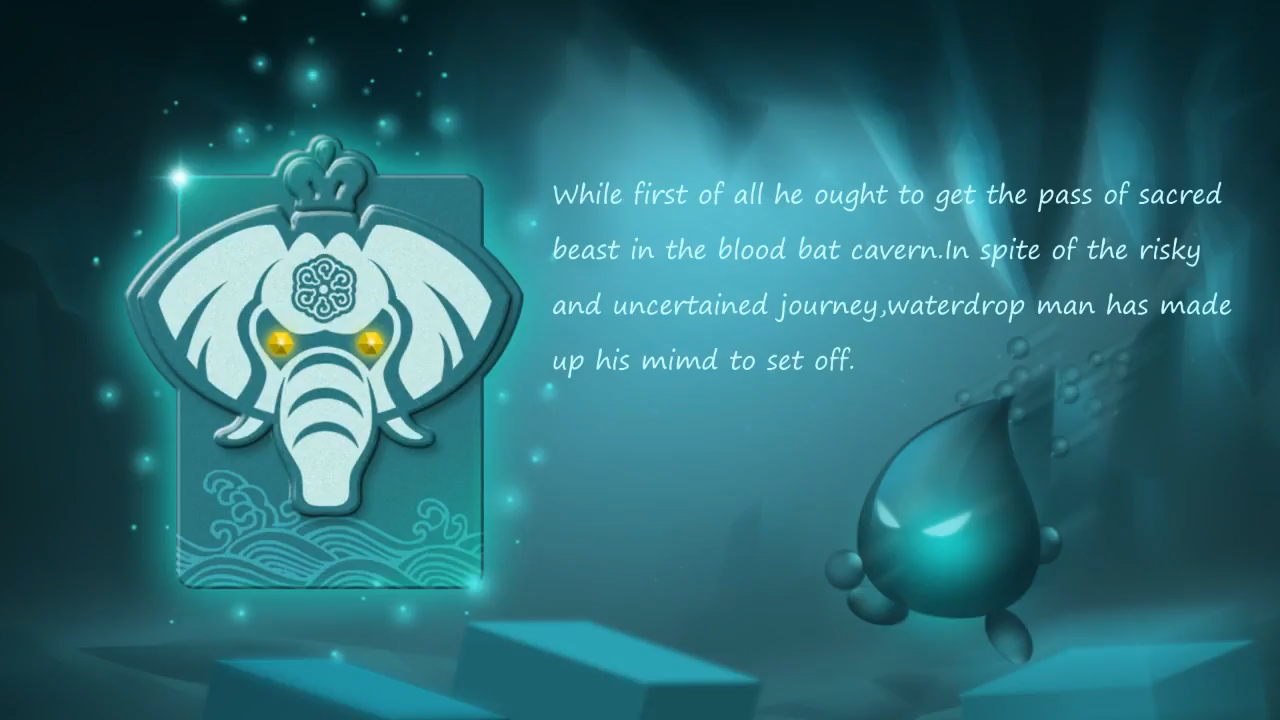 While first of all he ought to get the pass of sacred
beast in the blood bat cavern.In spite of the risky
and uncertained journey,waterdrop man has made
up his mimd to set off.